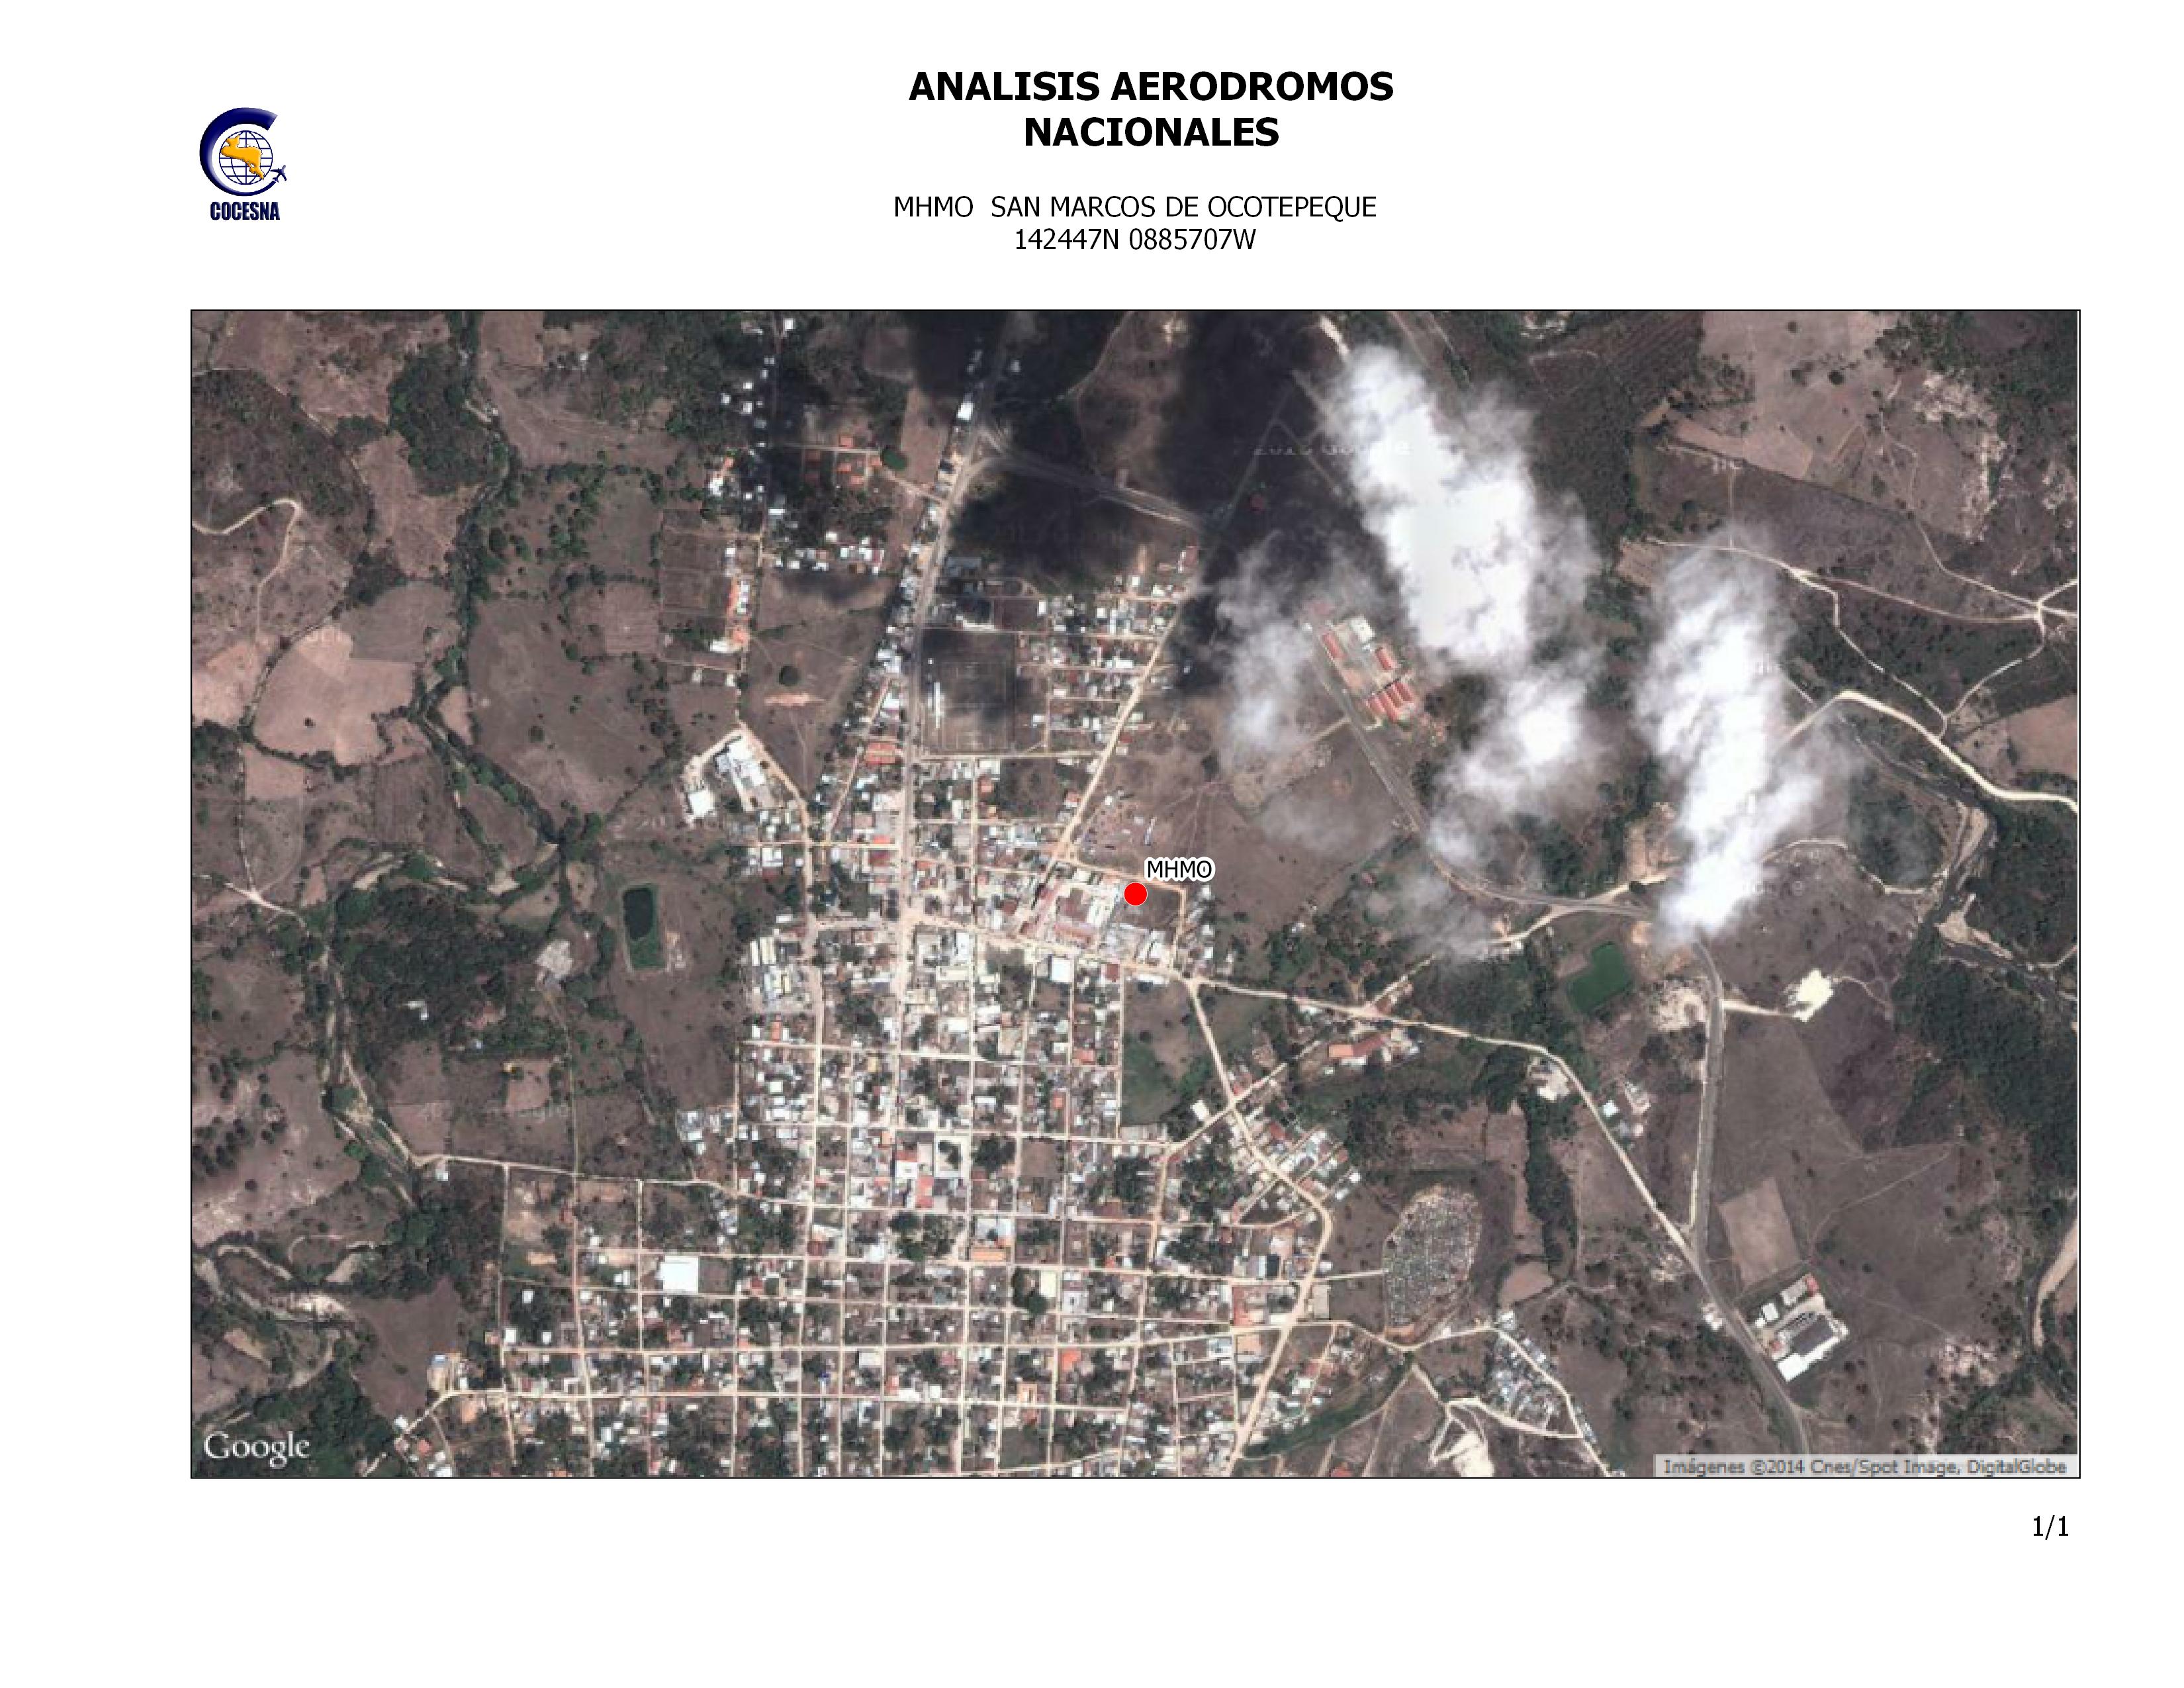 ANALISIS AERODROMOS
NACIONALES
COCESNA
MHMO SAN MARCOS DE OCOTEPEQUE
142447N 0885707W
MHMO
Google
Imágenes ©2014 Cnes/Spot Image, DigitalGlobe
1/1